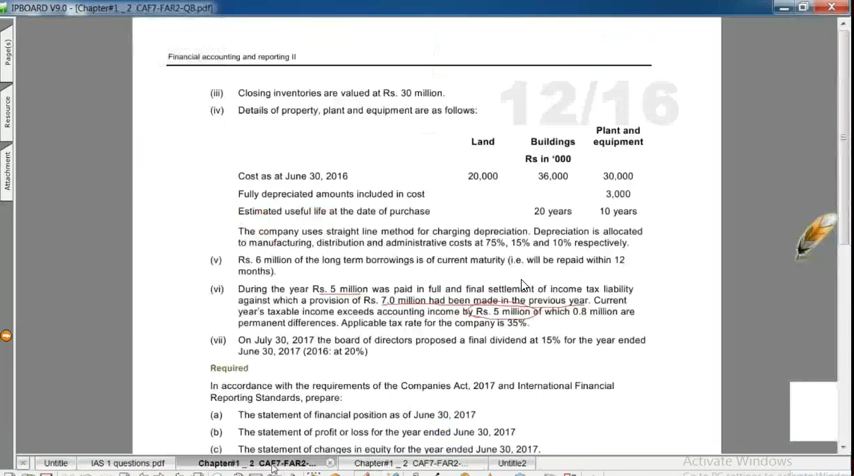 IPBOARD V9.0 - [Chapter#1 _ 2 CAF7-FAR2-QB.pdf]
Page(s)
Resource
Attachment
Financial accounting and reporting II
12/16
(iii) Closing inventories are valued at Rs. 30 million.
(iv) Details of property, plant and equipment are as follows:
Land Buildings Plant and equipment
Rs in ‘000
Cost as at June 30, 2016 20,000 36,000 30,000
Fully depreciated amounts included in cost 3,000
Estimated useful life at the date of purchase 20 years 10 years
The company uses straight line method for charging depreciation. Depreciation is allocated
to manufacturing, distribution and administrative costs at 75%, 15% and 10% respectively.
(v) Rs. 6 million of the long term borrowings is of current maturity (i.e. will be repaid within 12
months).
(vi) During the year Rs. 5 million was paid in full and final settlement of income tax liability
against which a provision of Rs. 7.0 million had been made in the previous year. Current
year's taxable income exceeds accounting income by Rs. 5 million of which 0.8 million are
permanent differences. Applicable tax rate for the company is 35%.
(vii) On July 30, 2017 the board of directors proposed a final dividend at 15% for the year ended
June 30, 2017 (2016: at 20%)
Required
In accordance with the requirements of the Companies Act, 2017 and International Financial
Reporting Standards, prepare:
(a) The statement of financial position as of June 30, 2017
(b) The statement of profit or loss for the year ended June 30, 2017
(c) The statement of changes in equity for the year ended June 30, 2017.
Activate Windows
Untitle IAS 1 questions.pdf Chapter#1 _ 2 CAF7-FAR2-... Chapter#1 _ 2 CAF7-FAR2-... Untitle2